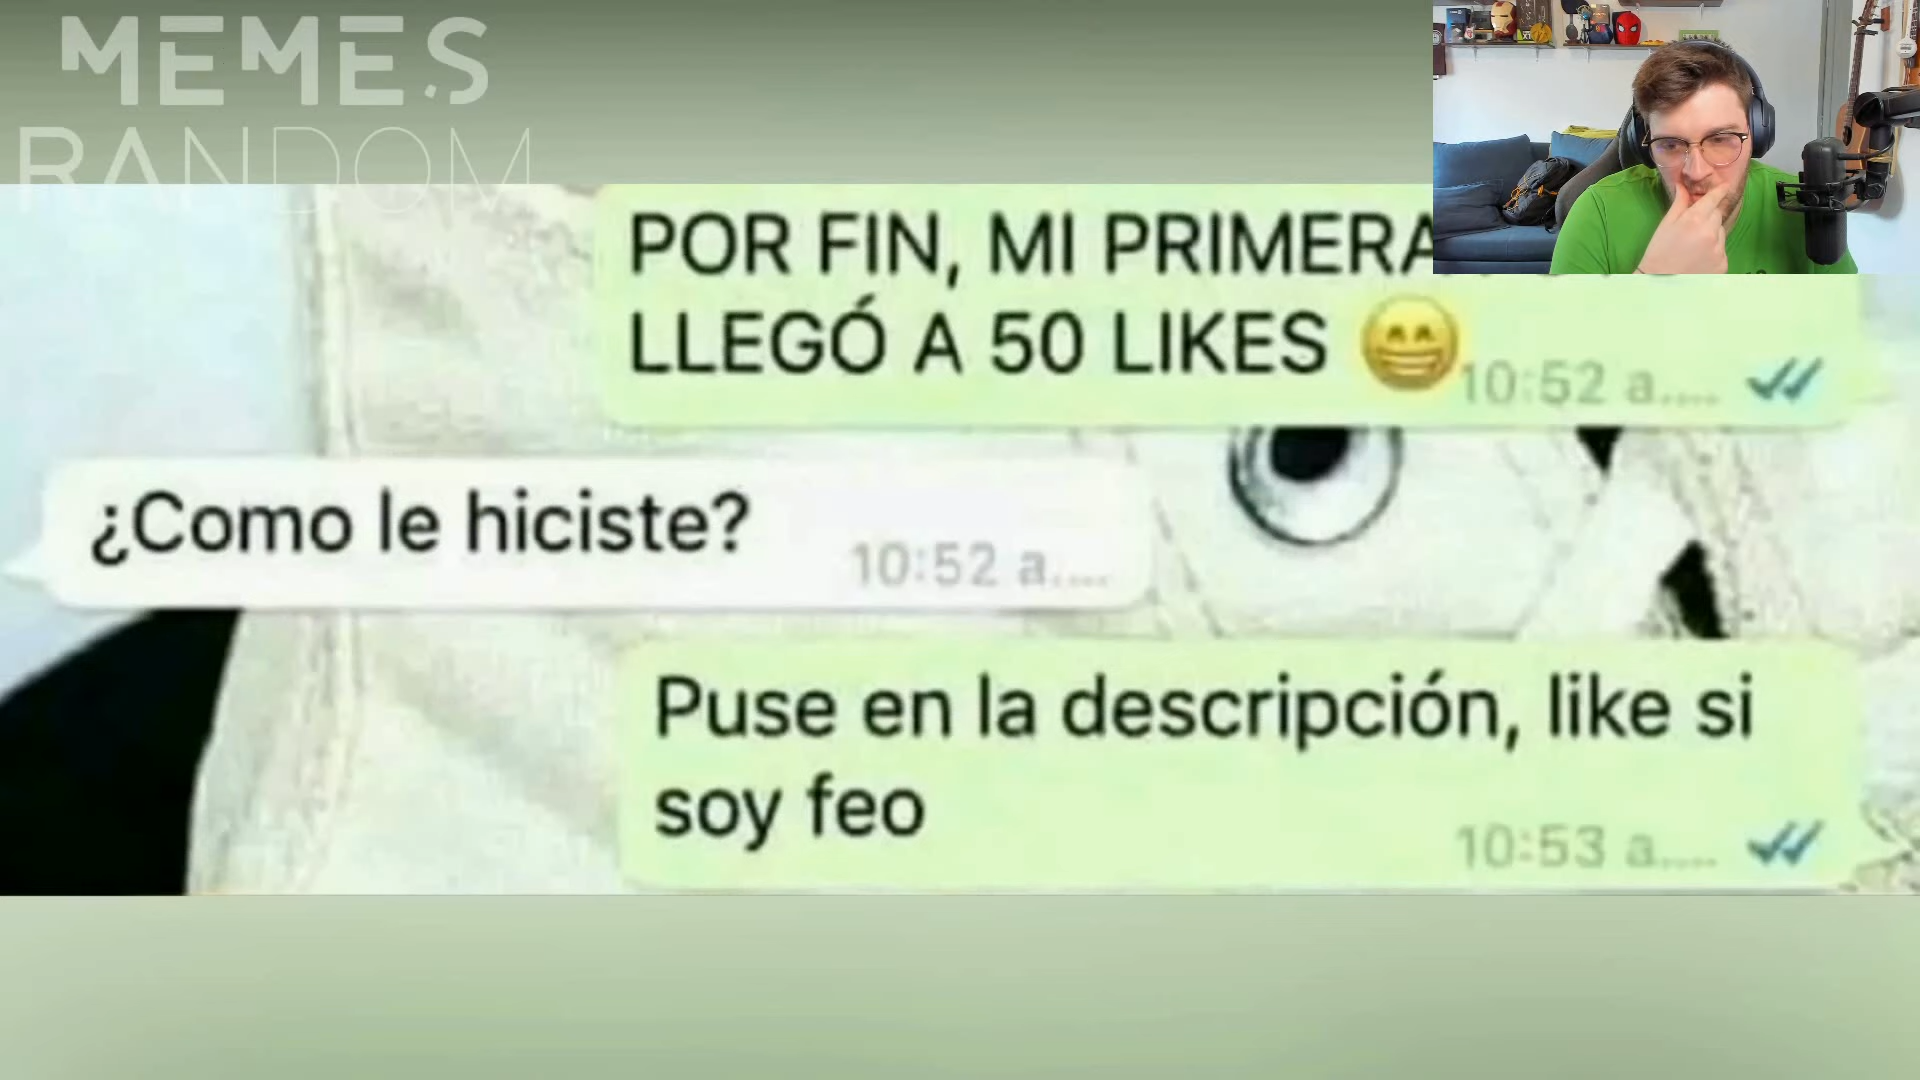 MEMES
RANDOM
POR FIN, MI PRIMERA
LLEGÓ A 50 LIKES 😁
10:52 a....
¿Como le hiciste?
10:52 a....
Puse en la descripción, like si
soy feo
10:53 a....